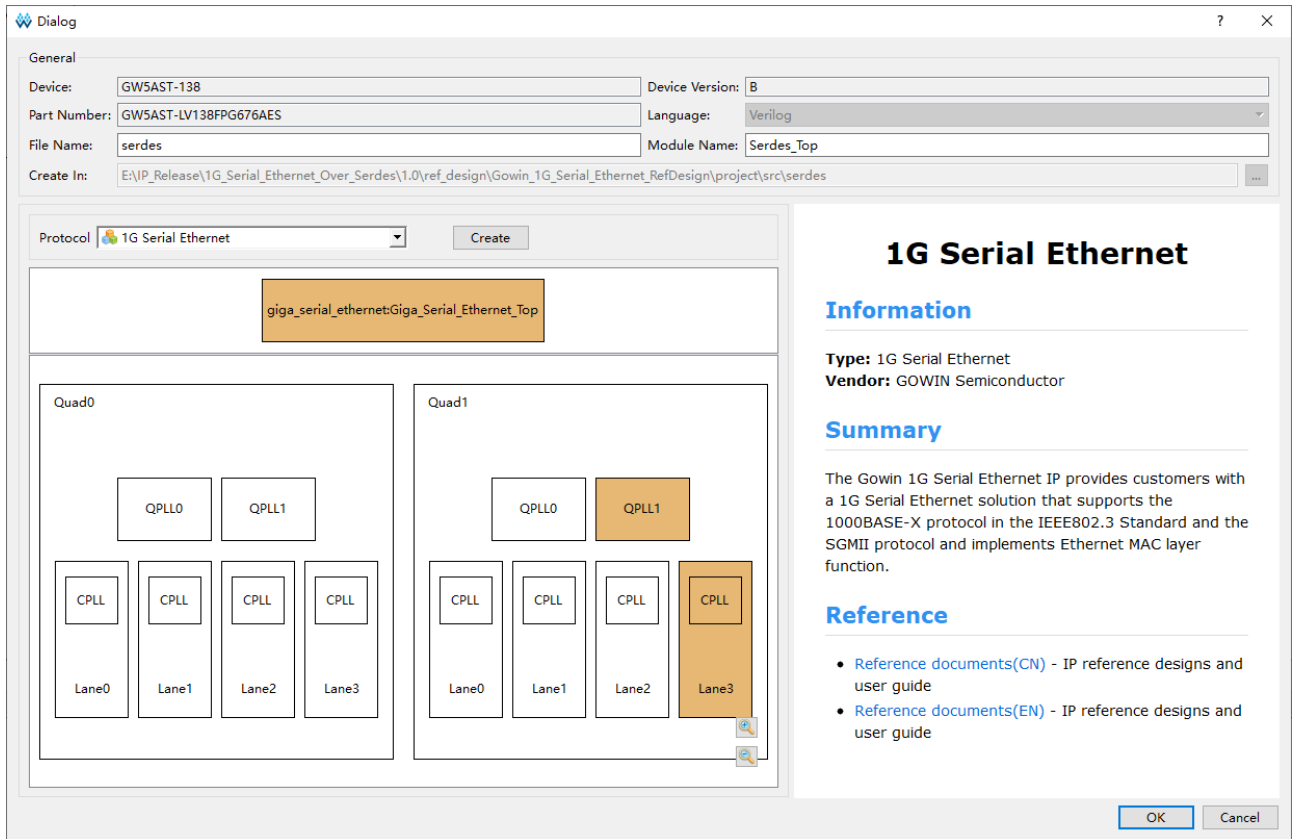 Dialog
?
General
Device: GW5AST-138 Device Version: B
Part Number: GW5AST-LV138FPG676AES Language: Verilog
File Name: serdes Module Name: Serdes_Top
Create In: E:\IP_Release\1G_Serial_Ethernet_Over_Serdes\1.0\ref_design\Gowin_1G_Serial_Ethernet_RefDesign\project\src\serdes ...
Protocol 1G Serial Ethernet Create
giga_serial_ethernet:Giga_Serial_Ethernet_Top
Quad0
QPLL0 QPLL1
CPLL CPLL CPLL CPLL
Lane0 Lane1 Lane2 Lane3
Quad1
QPLL0 QPLL1
CPLL CPLL CPLL CPLL
Lane0 Lane1 Lane2 Lane3
1G Serial Ethernet
Information
Type: 1G Serial Ethernet
Vendor: GOWIN Semiconductor
Summary
The Gowin 1G Serial Ethernet IP provides customers with
a 1G Serial Ethernet solution that supports the
1000BASE-X protocol in the IEEE802.3 Standard and the
SGMII protocol and implements Ethernet MAC layer
function.
Reference
• Reference documents(CN) - IP reference designs and
user guide
• Reference documents(EN) - IP reference designs and
user guide
OK Cancel